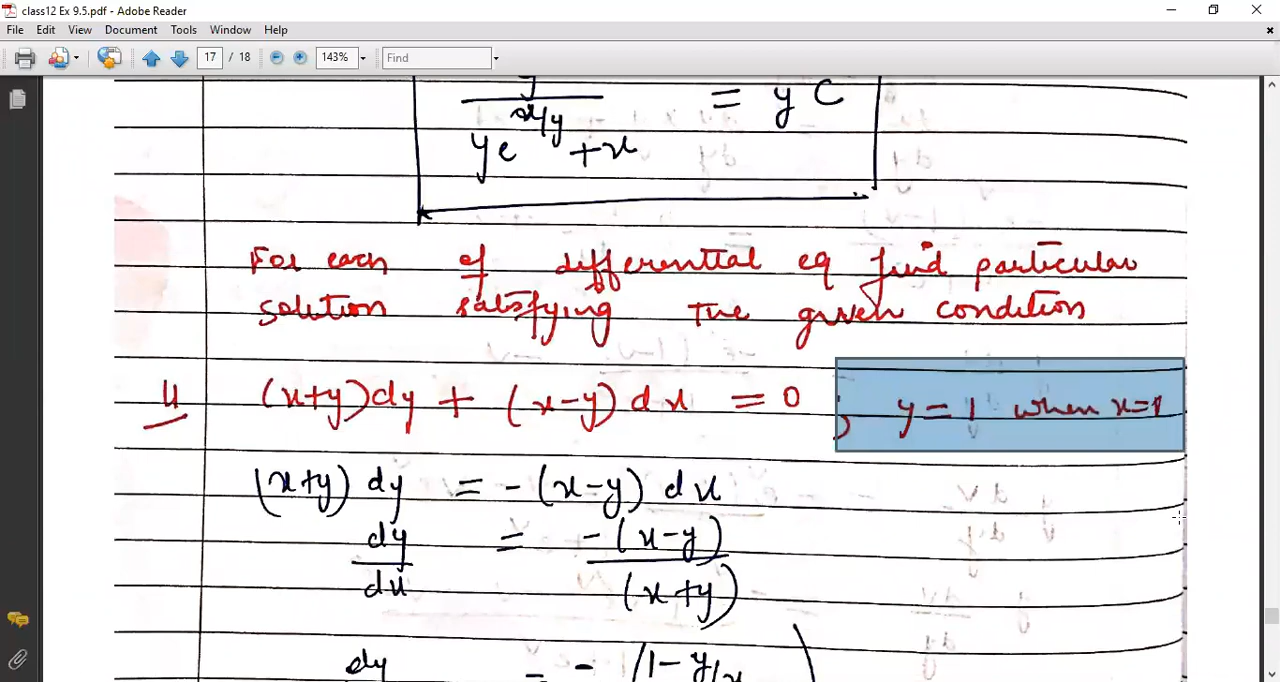 class12 Ex 9.5.pdf - Adobe Reader
File Edit View Document Tools Window Help
17 / 18 143% Find
y
ye^{x/y} + x = y C
For each of differential eq find particular
solution satisfying the given condition
11 (x+y)dy + (x-y)dx = 0 ; y = 1 when x=1
(x+y) dy = -(x-y) dx
dy/dx = -(x-y)/(x+y)
dy = - (1 - y/x)